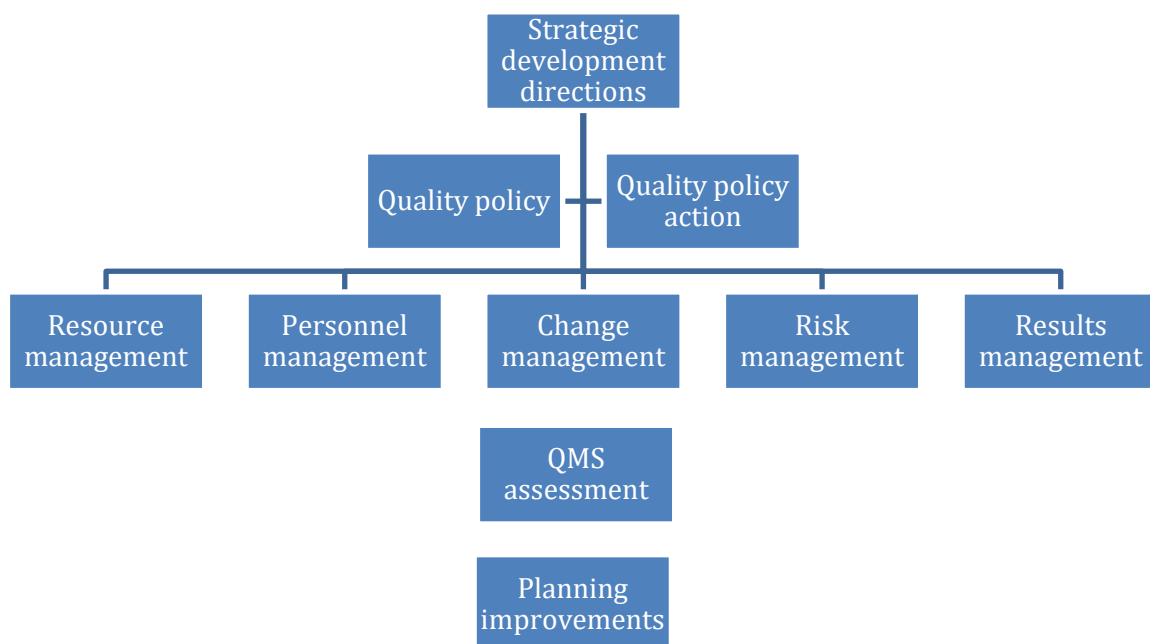 Strategic
development
directions
Quality policy
Quality policy
action
Resource
management
Personnel
management
Change
management
Risk
management
Results
management
QMS
assessment
Planning
improvements